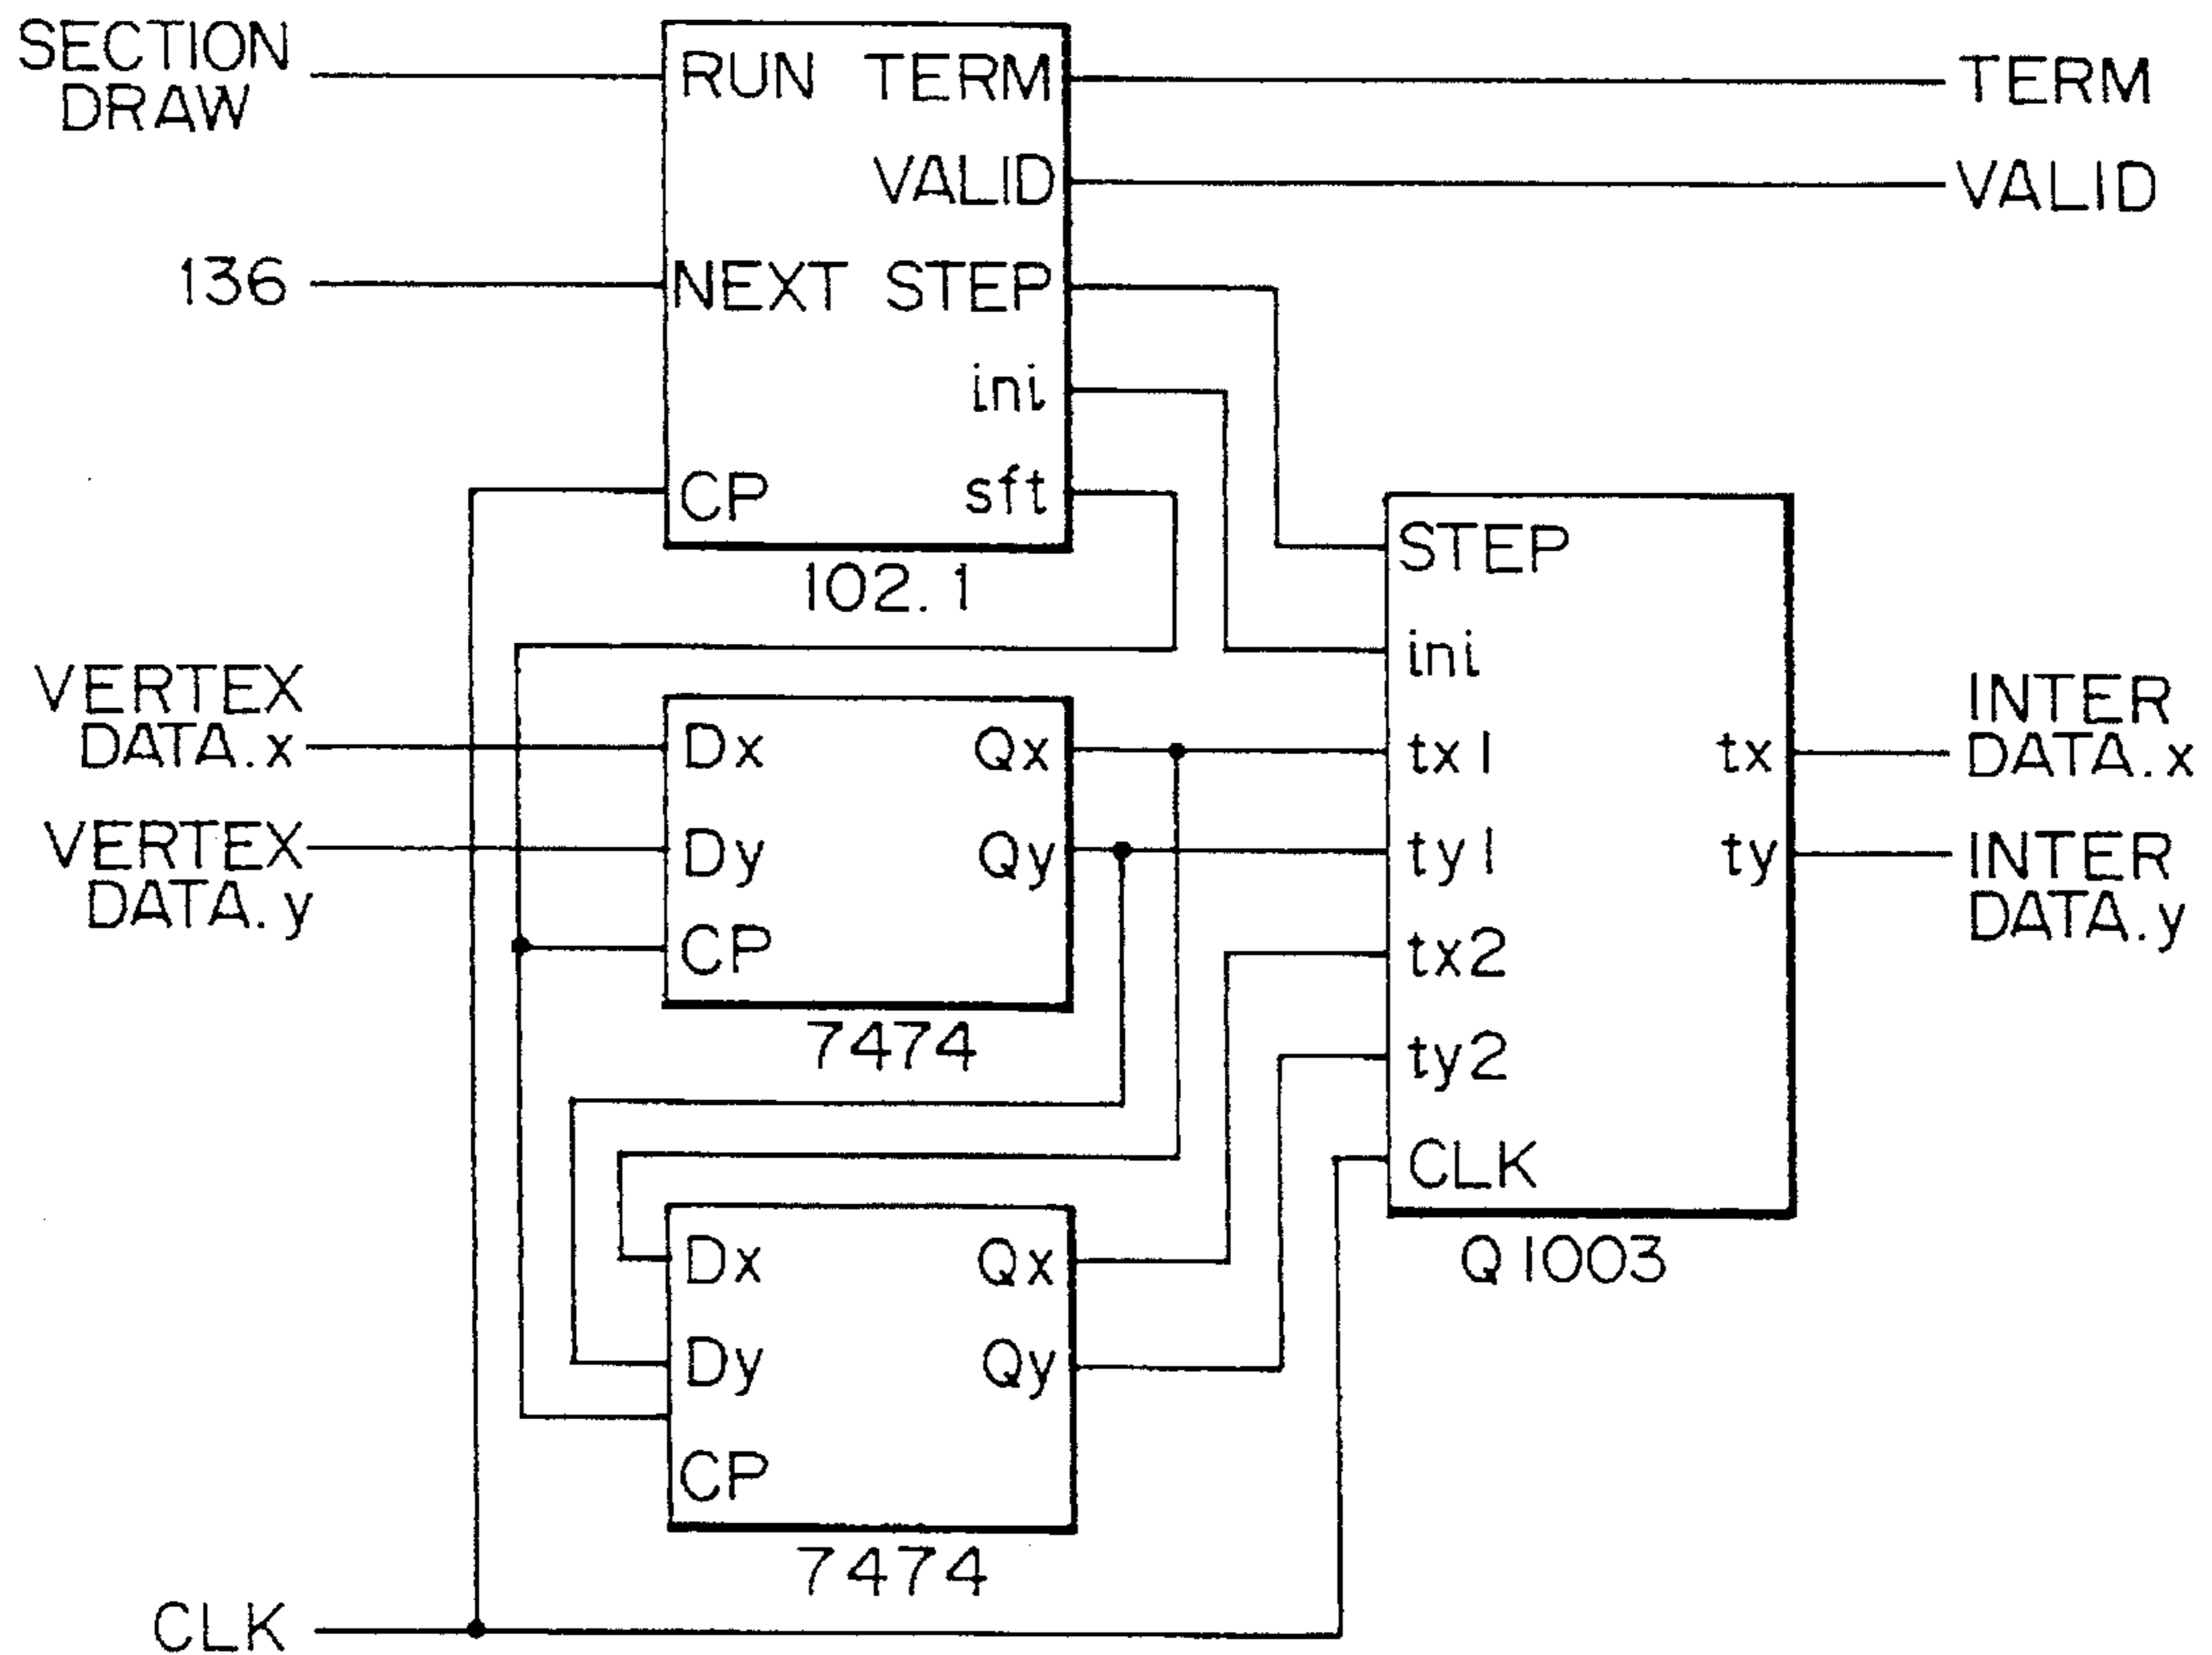 SECTION
DRAW
RUN TERM
TERM
VALID
VALID
136
NEXT STEP
ini
CP sft
102.1
STEP
ini
VERTEX
DATA.x
Dx Qx
tx1 tx
INTER
DATA.x
VERTEX
DATA.y
Dy Qy
ty1 ty
INTER
DATA.y
CP
tx2
7474
ty2
CLK
Q1003
Dx Qx
Dy Qy
CP
7474
CLK